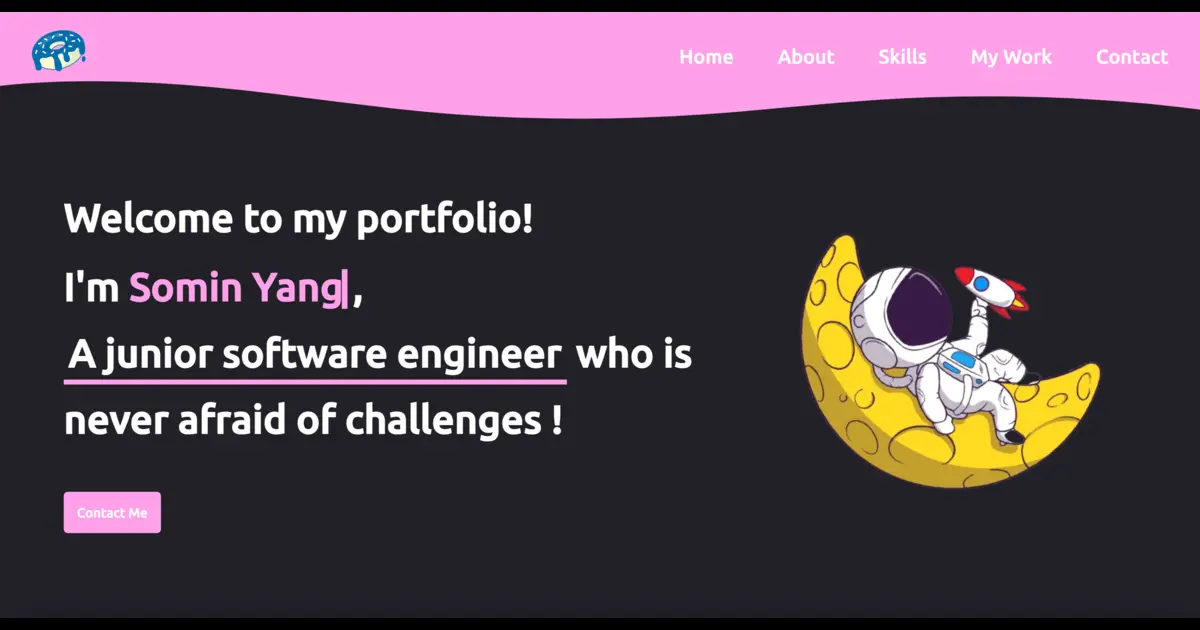 Home About Skills My Work Contact
Welcome to my portfolio!
I'm Somin Yang ,
A junior software engineer who is
never afraid of challenges !
Contact Me